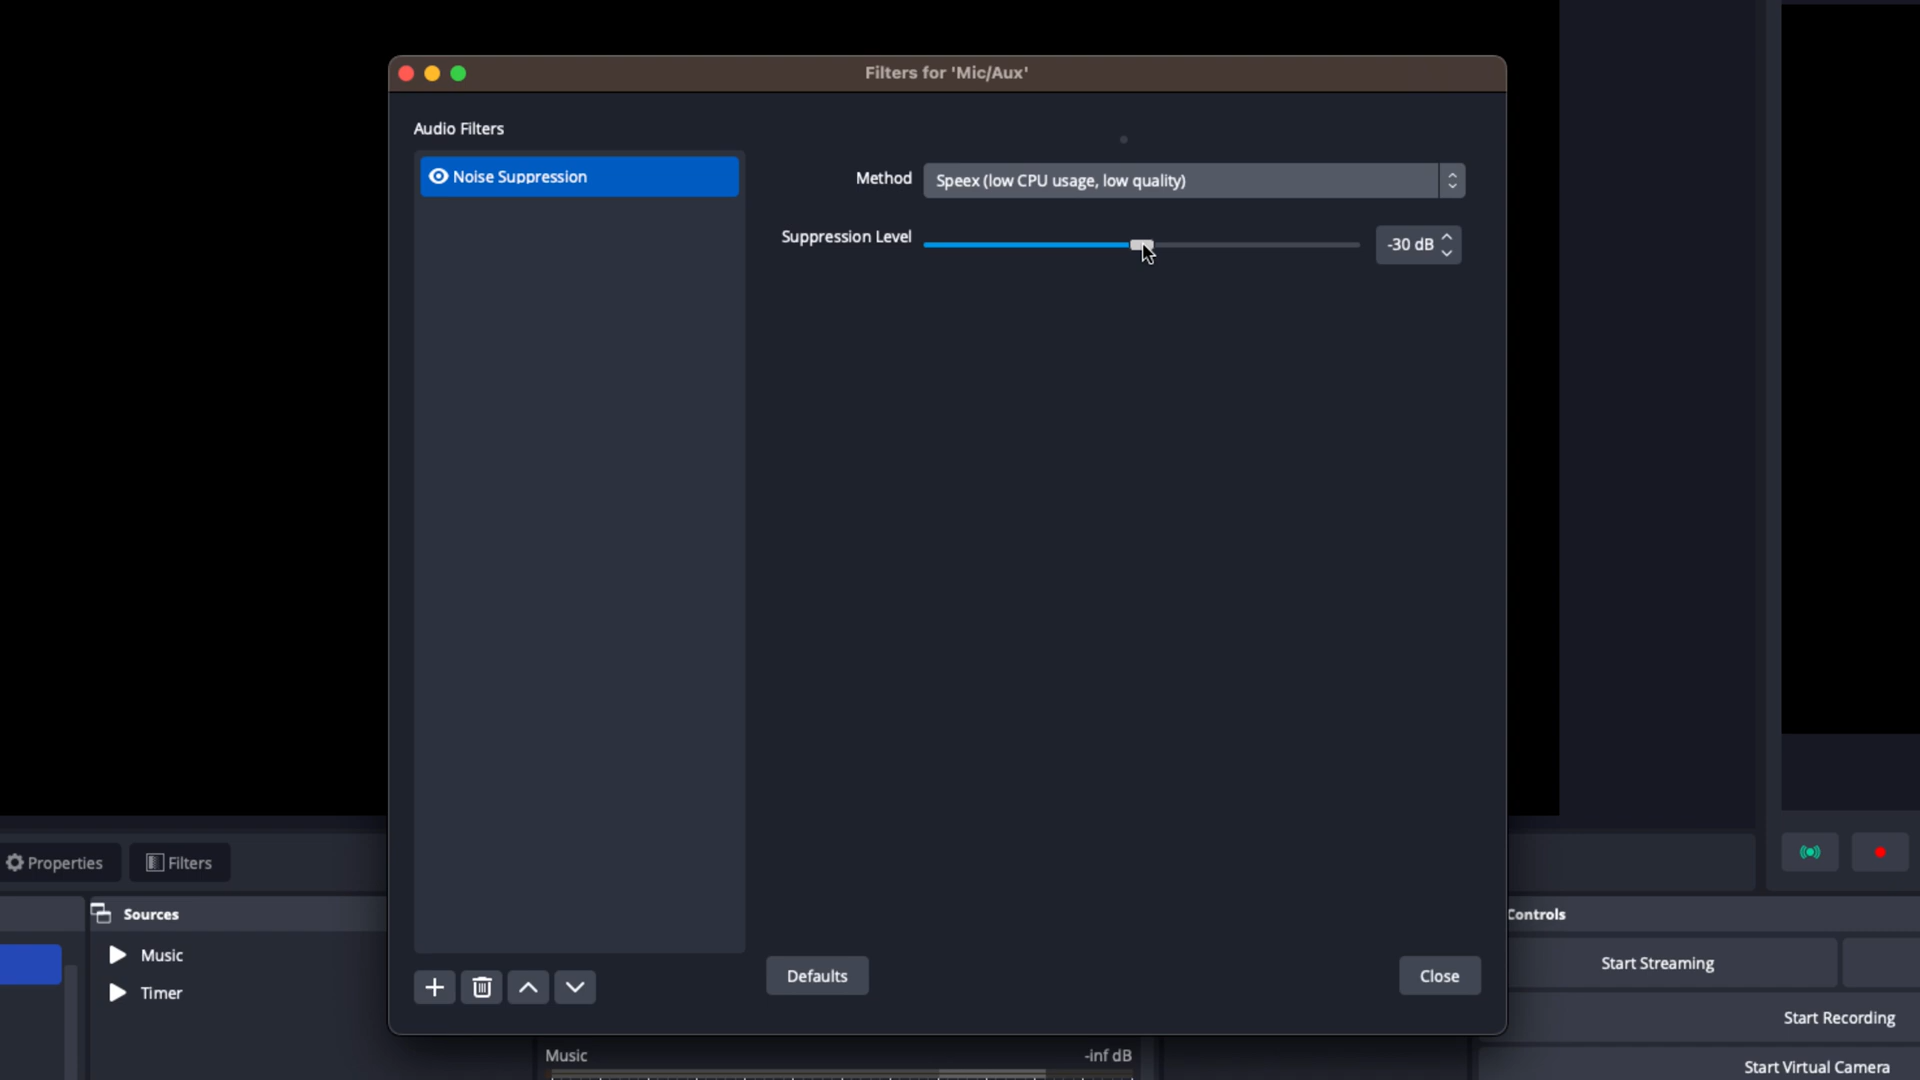 Filters for 'Mic/Aux'
Audio Filters
Noise Suppression
Method
Speex (low CPU usage, low quality)
Suppression Level
-30 dB
Defaults
Close
Properties
Filters
Sources
Music
Timer
Music
-inf dB
Controls
Start Streaming
Start Recording
Start Virtual Camera